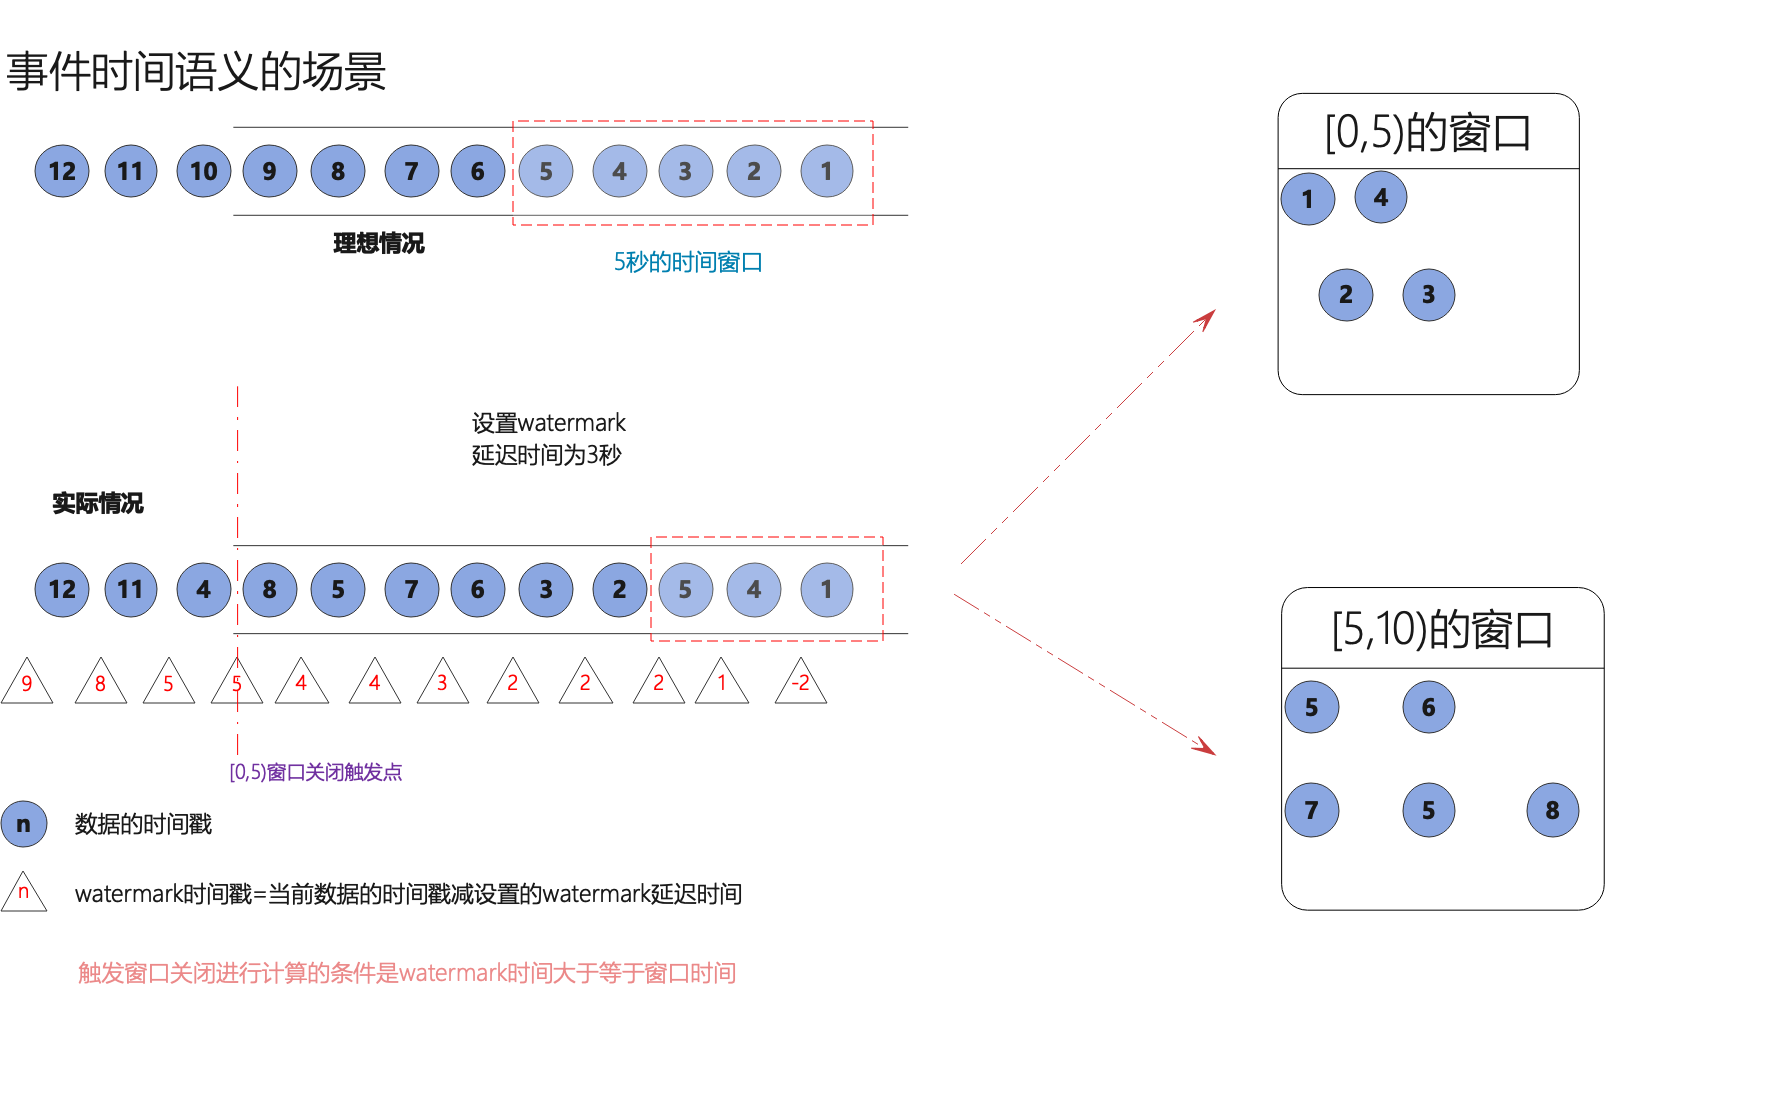 事件时间语义的场景
12 11 10 9 8 7 6 5 4 3 2 1
理想情况
5秒的时间窗口
设置watermark
延迟时间为3秒
实际情况
12 11 4 8 5 7 6 3 2 5 4 1
9 8 5 5 4 4 3 2 2 2 1 -2
[0,5)窗口关闭触发点
n 数据的时间戳
n watermark时间戳=当前数据的时间戳减设置的watermark延迟时间
触发窗口关闭进行计算的条件是watermark时间大于等于窗口时间
[0,5)的窗口
1 4
2 3
[5,10)的窗口
5 6
7 5 8